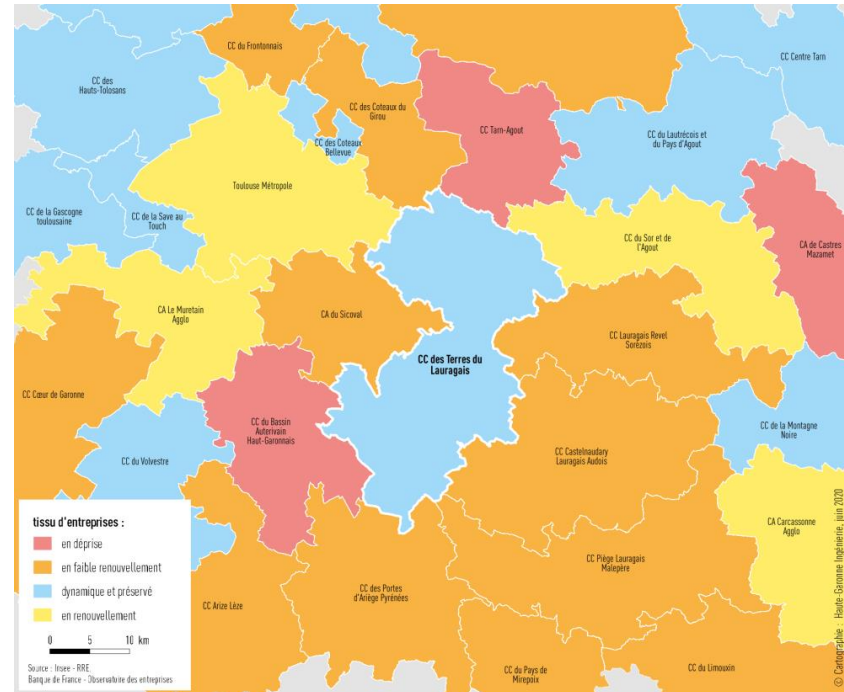 CC du Frontonnais
CC des
Hauts-Tolosans
CC Centre Tarn
CC des Coteaux du
Girou
CC Tarn-Agout
CC du Lautrécois et
du Pays d'Agout
CC des Coteaux
Bellevue
Toulouse Métropole
CC de la Gascogne
toulousaine
CC de la Save au
Touch
CC du Sor et de
l'Agout
CA de Castres
Mazamet
CA Le Muretain
Agglo
CA du Sicoval
CC Lauragais Revel
Sorézois
CC des Terres du
Lauragais
CC Cœur de Garonne
CC du Bassin
Auterivain
Haut-Garonnais
CC de la Montagne
Noire
CC Castelnaudary
Lauragais Audois
CC du Volvestre
CA Carcassonne
Agglo
CC Piège Lauragais
Malepère
CC des Portes
d'Ariège Pyrénées
CC Arize Lèze
CC du Pays de
Mirepoix
CC du Limouxin
tissu d'entreprises :
en déprise
en faible renouvellement
dynamique et préservé
en renouvellement
0 5 10 km
Source : Insee - RRE.
Banque de France - Observatoire des entreprises
© Cartographie : Haute-Garonne Ingénierie, juin 2020